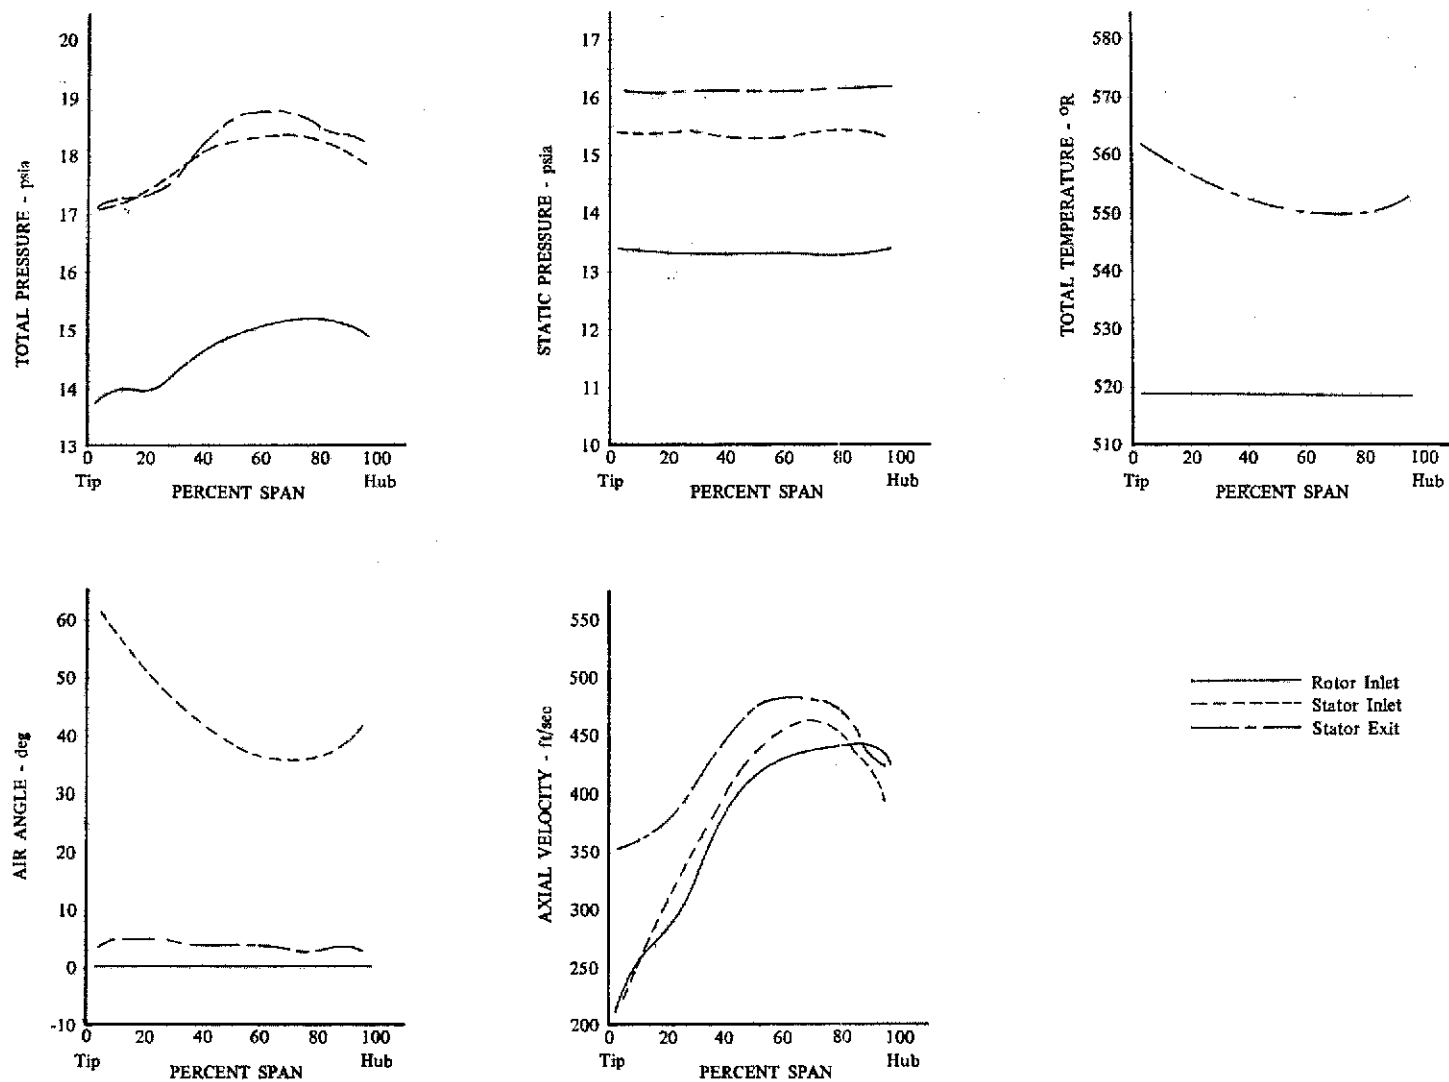 20
19
18
17
16
15
14
13
TOTAL PRESSURE - psia
0 20 40 60 80 100
Tip Hub
PERCENT SPAN
17
16
15
14
13
12
11
10
STATIC PRESSURE - psia
0 20 40 60 80 100
Tip Hub
PERCENT SPAN
580
570
560
550
540
530
520
510
TOTAL TEMPERATURE - ºR
0 20 40 60 80 100
Tip Hub
PERCENT SPAN
60
50
40
30
20
10
0
-10
AIR ANGLE - deg
0 20 40 60 80 100
Tip Hub
PERCENT SPAN
550
500
450
400
350
300
250
200
AXIAL VELOCITY - ft/sec
0 20 40 60 80 100
Tip Hub
PERCENT SPAN
Rotor Inlet
Stator Inlet
Stator Exit